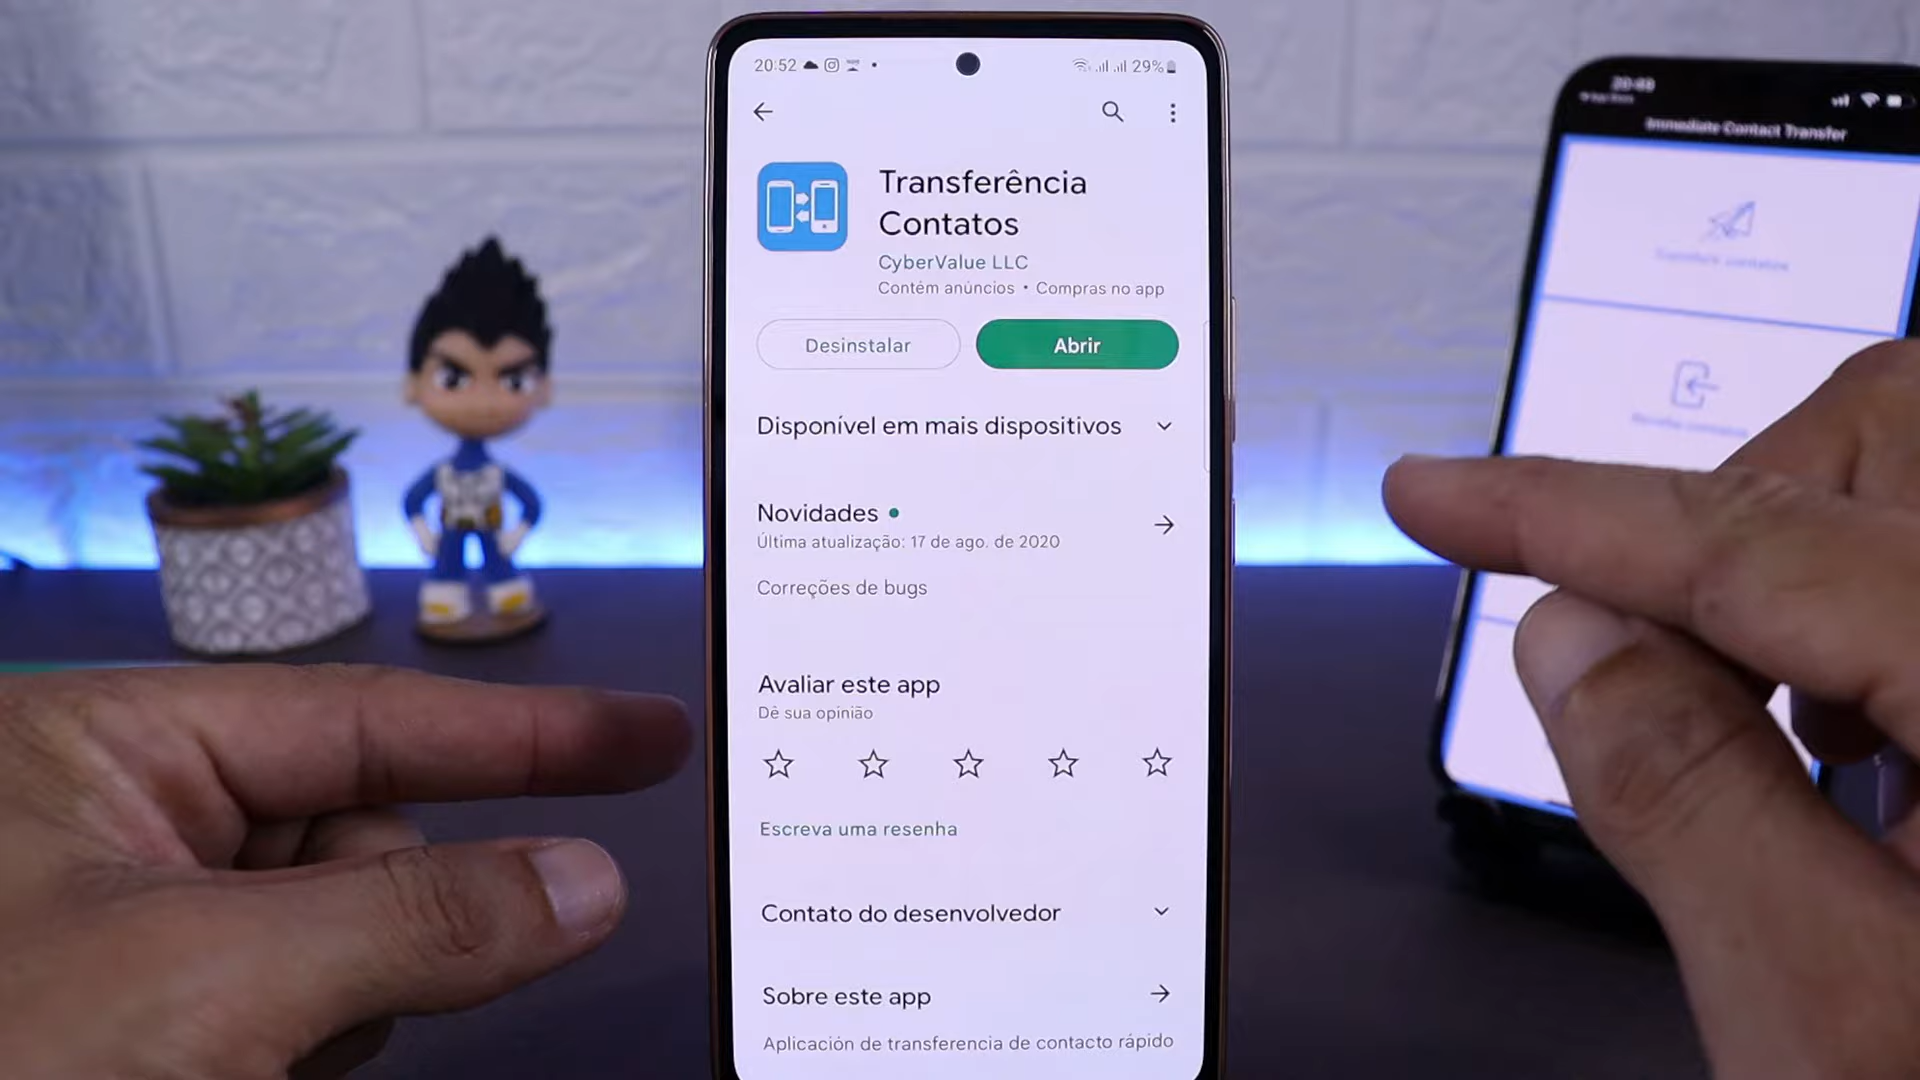 20:52
29%
Transferência
Contatos
CyberValue LLC
Contém anúncios • Compras no app
Desinstalar
Abrir
Disponível em mais dispositivos
Novidades
Última atualização: 17 de ago. de 2020
Correções de bugs
Avaliar este app
Dê sua opinião
Escreva uma resenha
Contato do desenvolvedor
Sobre este app
Aplicación de transferencia de contacto rápido
Immediate Contact Transfer